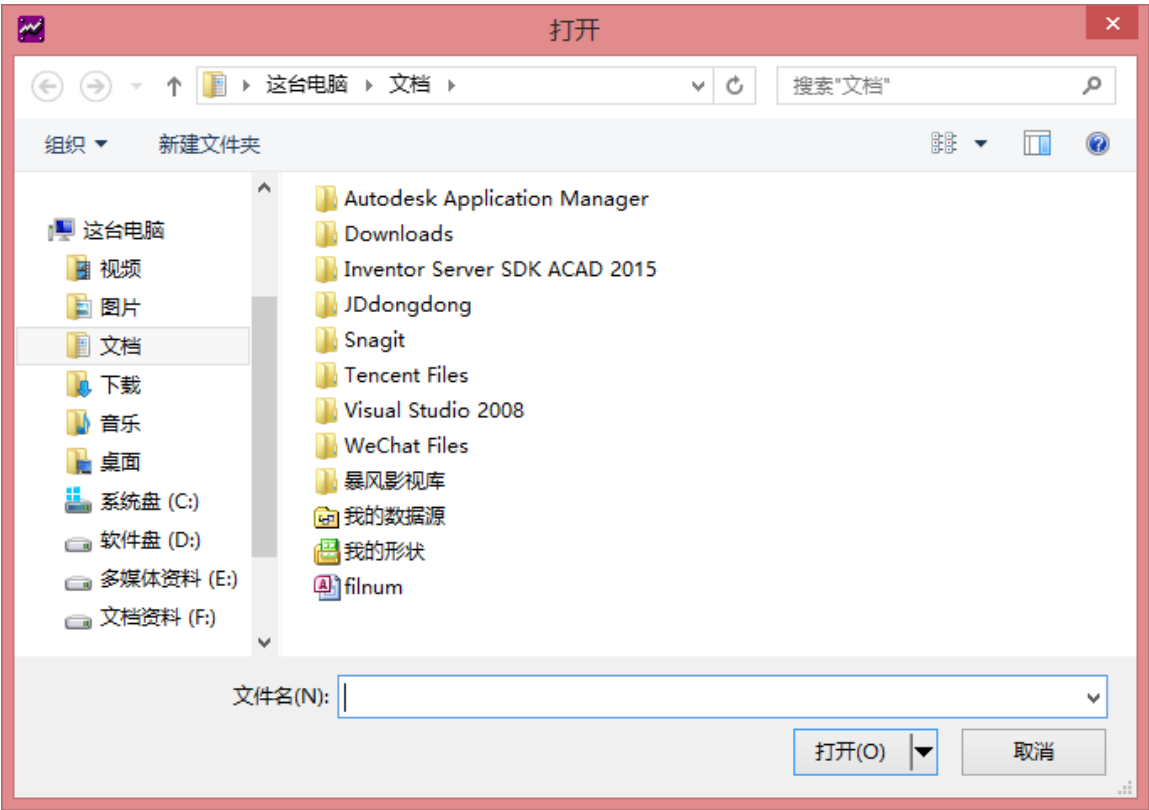 打开
这台电脑 文档
搜索"文档"
组织 新建文件夹
这台电脑
视频
图片
文档
下载
音乐
桌面
系统盘 (C:)
软件盘 (D:)
多媒体资料 (E:)
文档资料 (F:)
Autodesk Application Manager
Downloads
Inventor Server SDK ACAD 2015
JDdongdong
Snagit
Tencent Files
Visual Studio 2008
WeChat Files
暴风影视库
我的数据源
我的形状
filnum
文件名(N):
打开(O) 取消